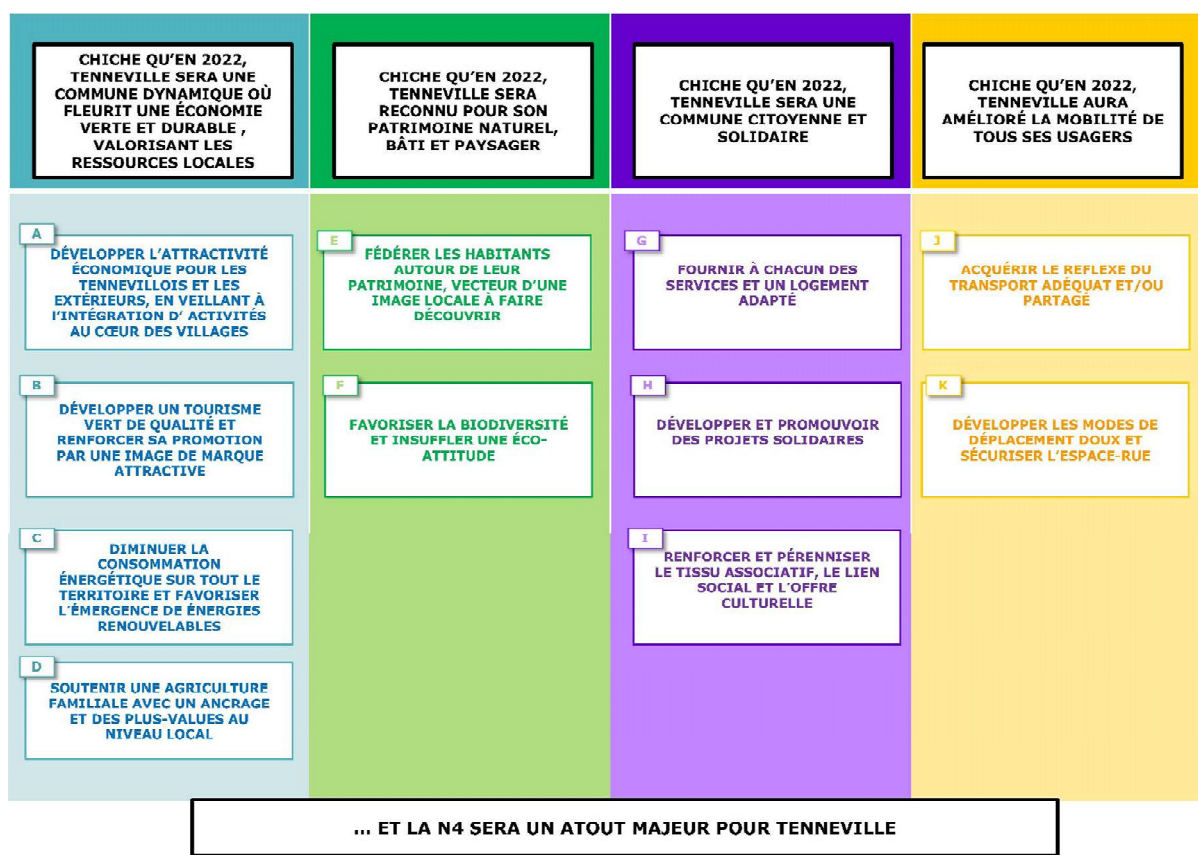 CHICHE QU'EN 2022,
TENNEVILLE SERA UNE
COMMUNE DYNAMIQUE OÙ
FLEURIT UNE ÉCONOMIE
VERTE ET DURABLE ,
VALORISANT LES
RESSOURCES LOCALES
CHICHE QU'EN 2022,
TENNEVILLE SERA
RECONNU POUR SON
PATRIMOINE NATUREL,
BÂTI ET PAYSAGER
CHICHE QU'EN 2022,
TENNEVILLE SERA UNE
COMMUNE CITOYENNE ET
SOLIDAIRE
CHICHE QU'EN 2022,
TENNEVILLE AURA
AMÉLIORÉ LA MOBILITÉ DE
TOUS SES USAGERS
A
DÉVELOPPER L'ATTRACTIVITÉ
ÉCONOMIQUE POUR LES
TENNEVILLOIS ET LES
EXTÉRIEURS, EN VEILLANT À
l'INTÉGRATION D' ACTIVITÉS
AU CŒUR DES VILLAGES
B
DÉVELOPPER UN TOURISME
VERT DE QUALITÉ ET
RENFORCER SA PROMOTION
PAR UNE IMAGE DE MARQUE
ATTRACTIVE
C
DIMINUER LA
CONSOMMATION
ÉNERGÉTIQUE SUR TOUT LE
TERRITOIRE ET FAVORISER
L'ÉMERGENCE DE ÉNERGIES
RENOUVELABLES
D
SOUTENIR UNE AGRICULTURE
FAMILIALE AVEC UN ANCRAGE
ET DES PLUS-VALUES AU
NIVEAU LOCAL
E
FÉDÉRER LES HABITANTS
AUTOUR DE LEUR
PATRIMOINE, VECTEUR D'UNE
IMAGE LOCALE À FAIRE
DÉCOUVRIR
F
FAVORISER LA BIODIVERSITÉ
ET INSUFFLER UNE ÉCO-
ATTITUDE
G
FOURNIR À CHACUN DES
SERVICES ET UN LOGEMENT
ADAPTÉ
H
DÉVELOPPER ET PROMOUVOIR
DES PROJETS SOLIDAIRES
I
RENFORCER ET PÉRENNISER
LE TISSU ASSOCIATIF, LE LIEN
SOCIAL ET L'OFFRE
CULTURELLE
J
ACQUÉRIR LE REFLEXE DU
TRANSPORT ADÉQUAT ET/OU
PARTAGÉ
K
DÉVELOPPER LES MODES DE
DÉPLACEMENT DOUX ET
SÉCURISER L'ESPACE-RUE
... ET LA N4 SERA UN ATOUT MAJEUR POUR TENNEVILLE